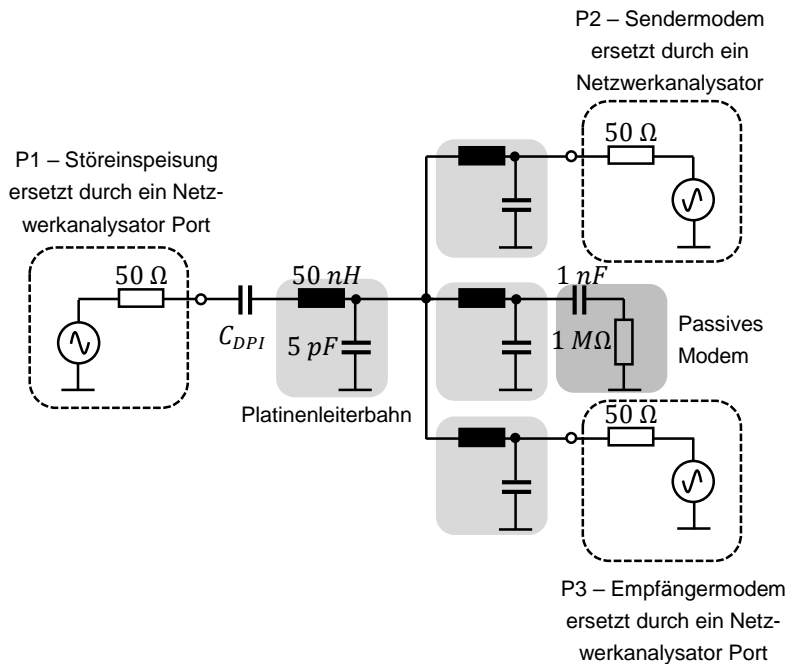 P2 – Sendermodem
ersetzt durch ein
Netzwerkanalysator
50 Ω
P1 – Störeinspeisung
ersetzt durch ein Netz-
werkanalysator Port
50 Ω
C_DPI
50 nH
5 pF
Platinenleiterbahn
1 nF
1 MΩ
Passives
Modem
50 Ω
P3 – Empfängermodem
ersetzt durch ein Netz-
werkanalysator Port